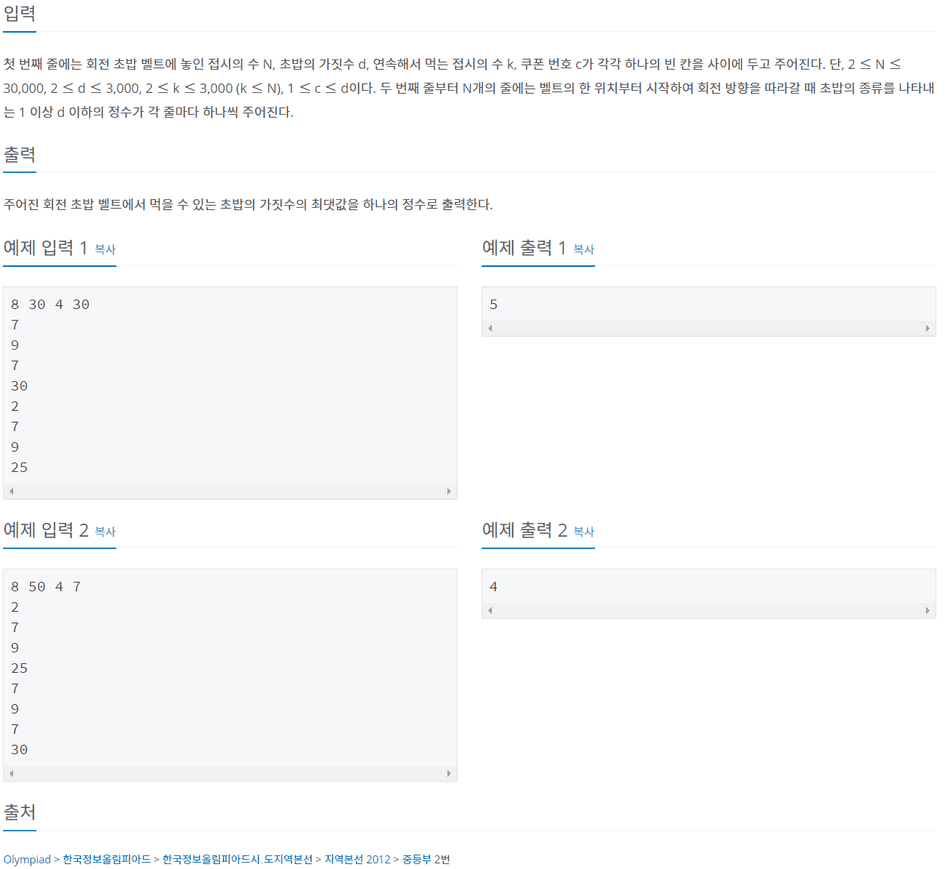 입력
첫 번째 줄에는 회전 초밥 벨트에 놓인 접시의 수 N, 초밥의 가짓수 d, 연속해서 먹는 접시의 수 k, 쿠폰 번호 c가 각각 하나의 빈 칸을 사이에 두고 주어진다. 단, 2 ≤ N ≤
30,000, 2 ≤ d ≤ 3,000, 2 ≤ k ≤ 3,000 (k ≤ N), 1 ≤ c ≤ d이다. 두 번째 줄부터 N개의 줄에는 벨트의 한 위치부터 시작하여 회전 방향을 따라갈 때 초밥의 종류를 나타내
는 1 이상 d 이하의 정수가 각 줄마다 하나씩 주어진다.
출력
주어진 회전 초밥 벨트에서 먹을 수 있는 초밥의 가짓수의 최댓값을 하나의 정수로 출력한다.
예제 입력 1 복사
8 30 4 30
7
9
7
30
2
7
9
25
예제 출력 1 복사
5
예제 입력 2 복사
8 50 4 7
2
7
9
25
7
9
7
30
예제 출력 2 복사
4
출처
Olympiad > 한국정보올림피아드 > 한국정보올림피아드시.도지역본선 > 지역본선 2012 > 중등부 2번